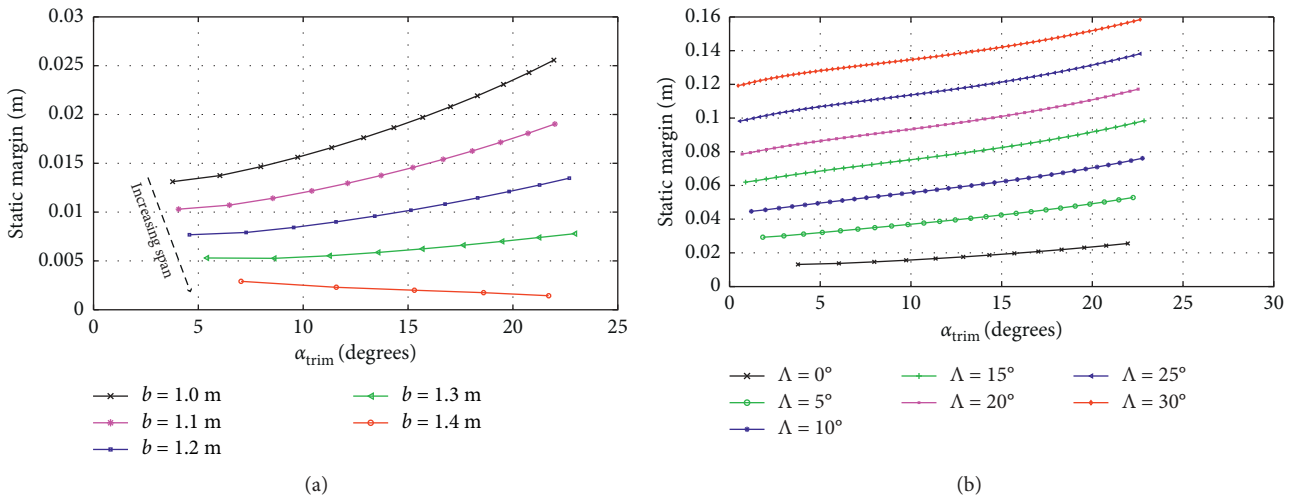 0.03
0.025
0.02
0.015
0.01
0.005
0
Static margin (m)
Increasing span
0 5 10 15 20 25
α_trim (degrees)
b = 1.0 m
b = 1.1 m
b = 1.2 m
b = 1.3 m
b = 1.4 m
(a)
0.16
0.14
0.12
0.1
0.08
0.06
0.04
0.02
0
Static margin (m)
0 5 10 15 20 25 30
α_trim (degrees)
Λ = 0°
Λ = 5°
Λ = 10°
Λ = 15°
Λ = 20°
Λ = 25°
Λ = 30°
(b)